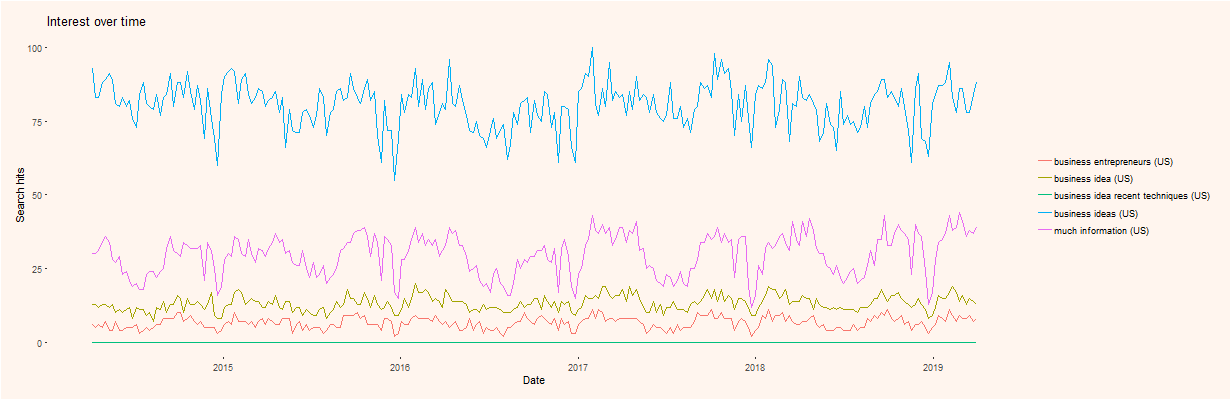 Interest over time
100
75
50
25
0
Search hits
2015 2016 2017 2018 2019
Date
business entrepreneurs (US)
business idea (US)
business idea recent techniques (US)
business ideas (US)
much information (US)